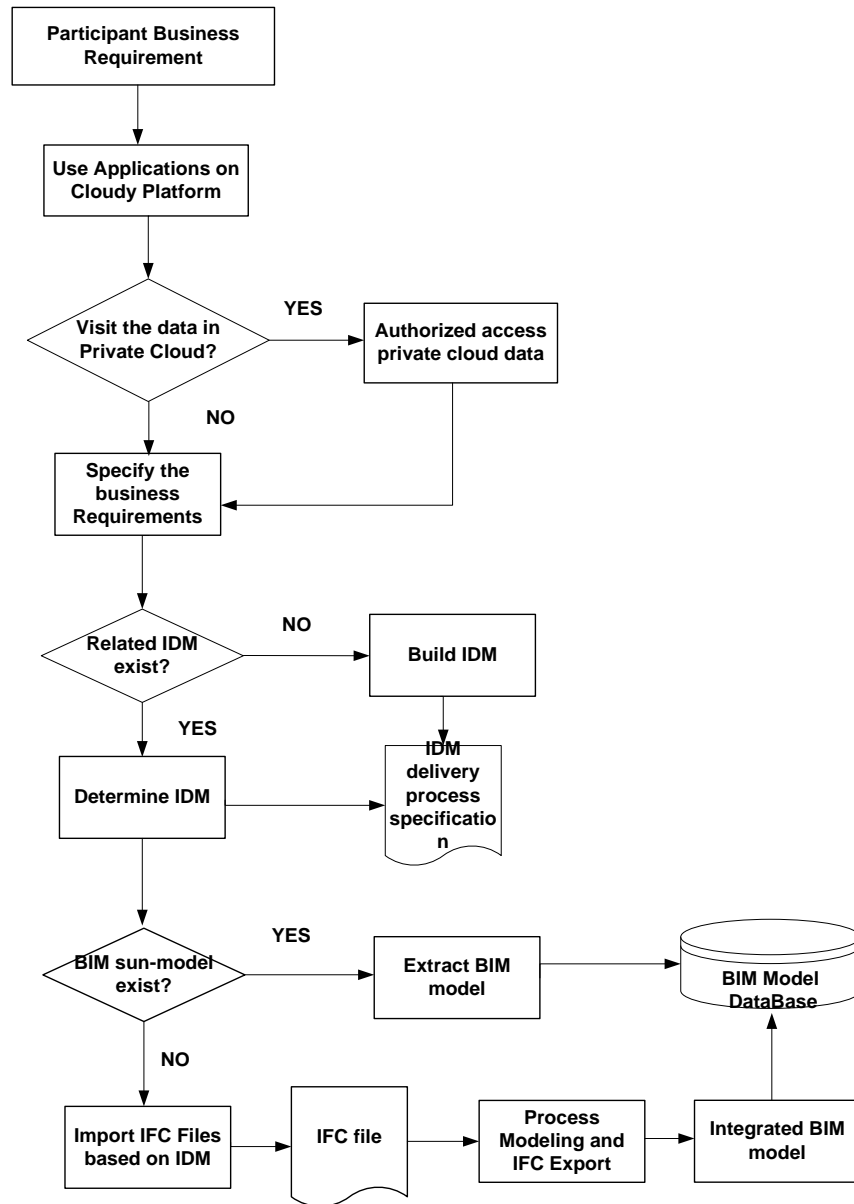 Participant Business
Requirement
Use Applications on
Cloudy Platform
Visit the data in
Private Cloud?
YES
Authorized access
private cloud data
NO
Specify the
business
Requirements
Related IDM
exist?
NO
Build IDM
YES
Determine IDM
IDM
delivery
process
specificatio
n
BIM sun-model
exist?
YES
Extract BIM
model
BIM Model
DataBase
NO
Import IFC Files
based on IDM
IFC file
Process
Modeling and
IFC Export
Integrated BIM
model